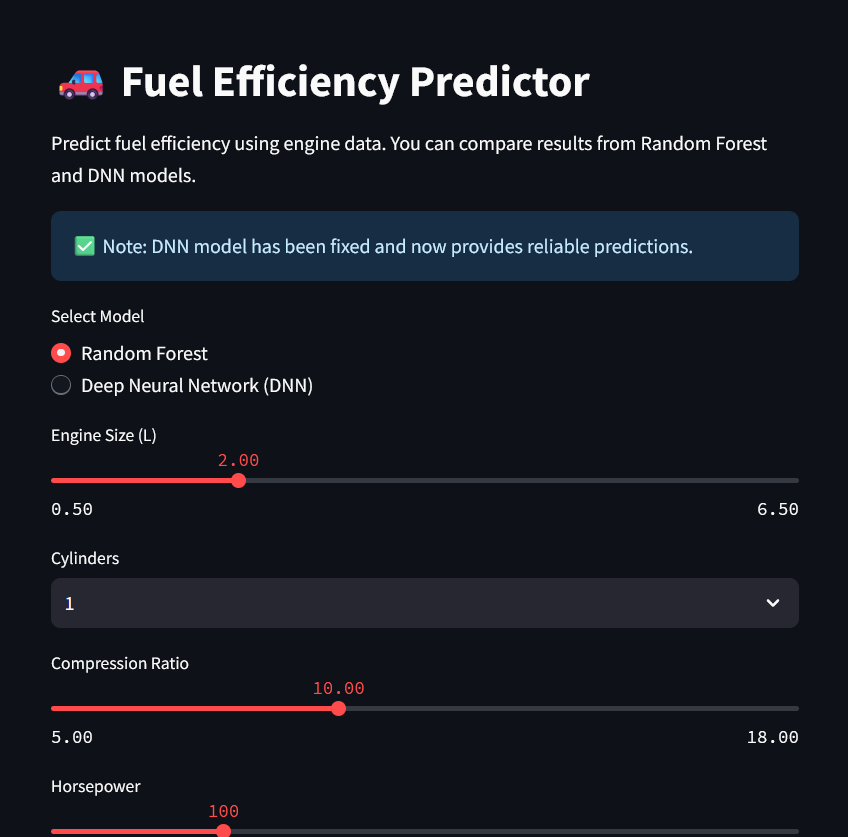 🚗 Fuel Efficiency Predictor
Predict fuel efficiency using engine data. You can compare results from Random Forest
and DNN models.
✅ Note: DNN model has been fixed and now provides reliable predictions.
Select Model
Random Forest
Deep Neural Network (DNN)
Engine Size (L)
2.00
0.50 6.50
Cylinders
1
Compression Ratio
10.00
5.00 18.00
Horsepower
100